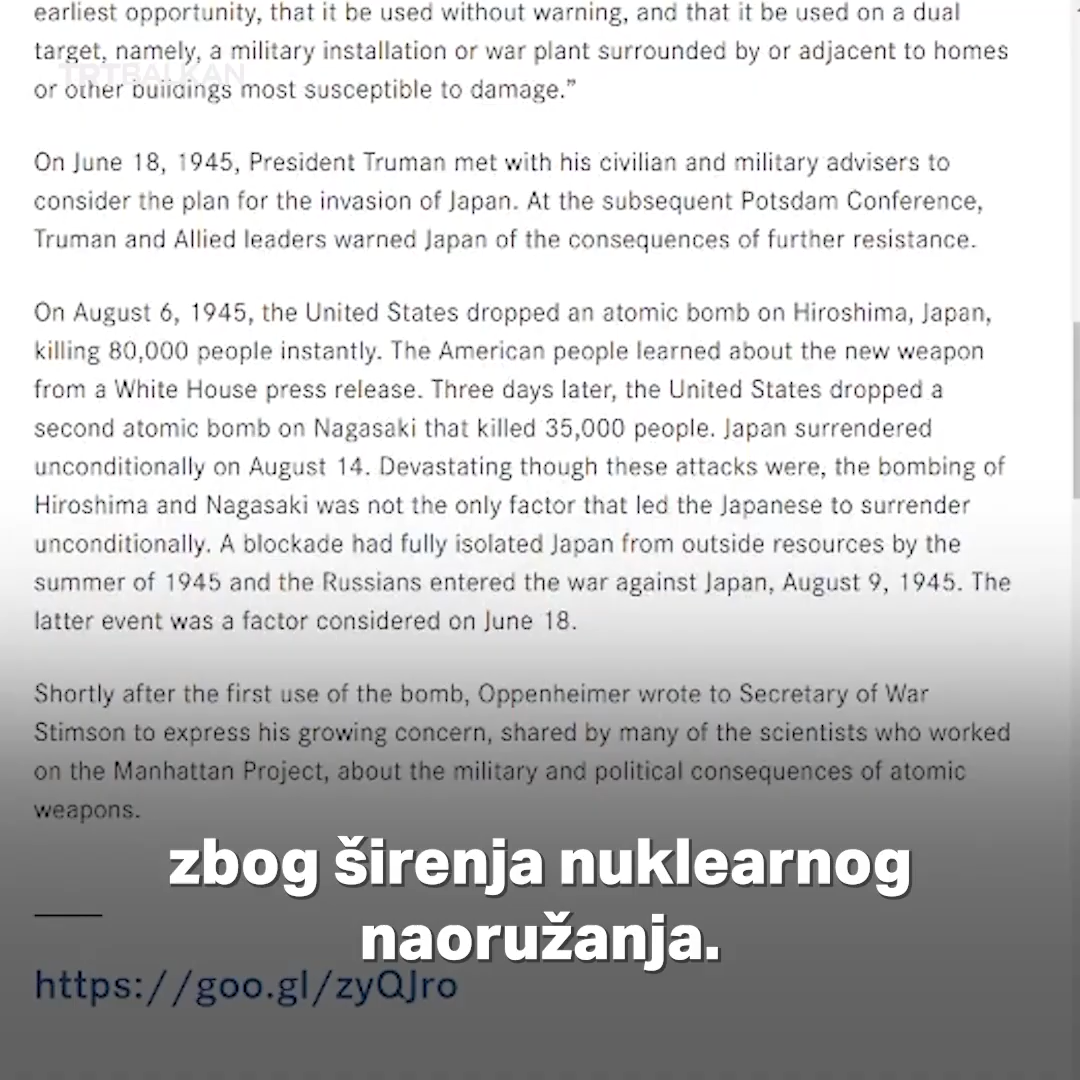 earliest opportunity, that it be used without warning, and that it be used on a dual
target, namely, a military installation or war plant surrounded by or adjacent to homes
TRTBALKAN
or other buildings most susceptible to damage.”
On June 18, 1945, President Truman met with his civilian and military advisers to
consider the plan for the invasion of Japan. At the subsequent Potsdam Conference,
Truman and Allied leaders warned Japan of the consequences of further resistance.
On August 6, 1945, the United States dropped an atomic bomb on Hiroshima, Japan,
killing 80,000 people instantly. The American people learned about the new weapon
from a White House press release. Three days later, the United States dropped a
second atomic bomb on Nagasaki that killed 35,000 people. Japan surrendered
unconditionally on August 14. Devastating though these attacks were, the bombing of
Hiroshima and Nagasaki was not the only factor that led the Japanese to surrender
unconditionally. A blockade had fully isolated Japan from outside resources by the
summer of 1945 and the Russians entered the war against Japan, August 9, 1945. The
latter event was a factor considered on June 18.
Shortly after the first use of the bomb, Oppenheimer wrote to Secretary of War
Stimson to express his growing concern, shared by many of the scientists who worked
on the Manhattan Project, about the military and political consequences of atomic
weapons.
zbog širenja nuklearnog
naoružanja.
https://goo.gl/zyQJro